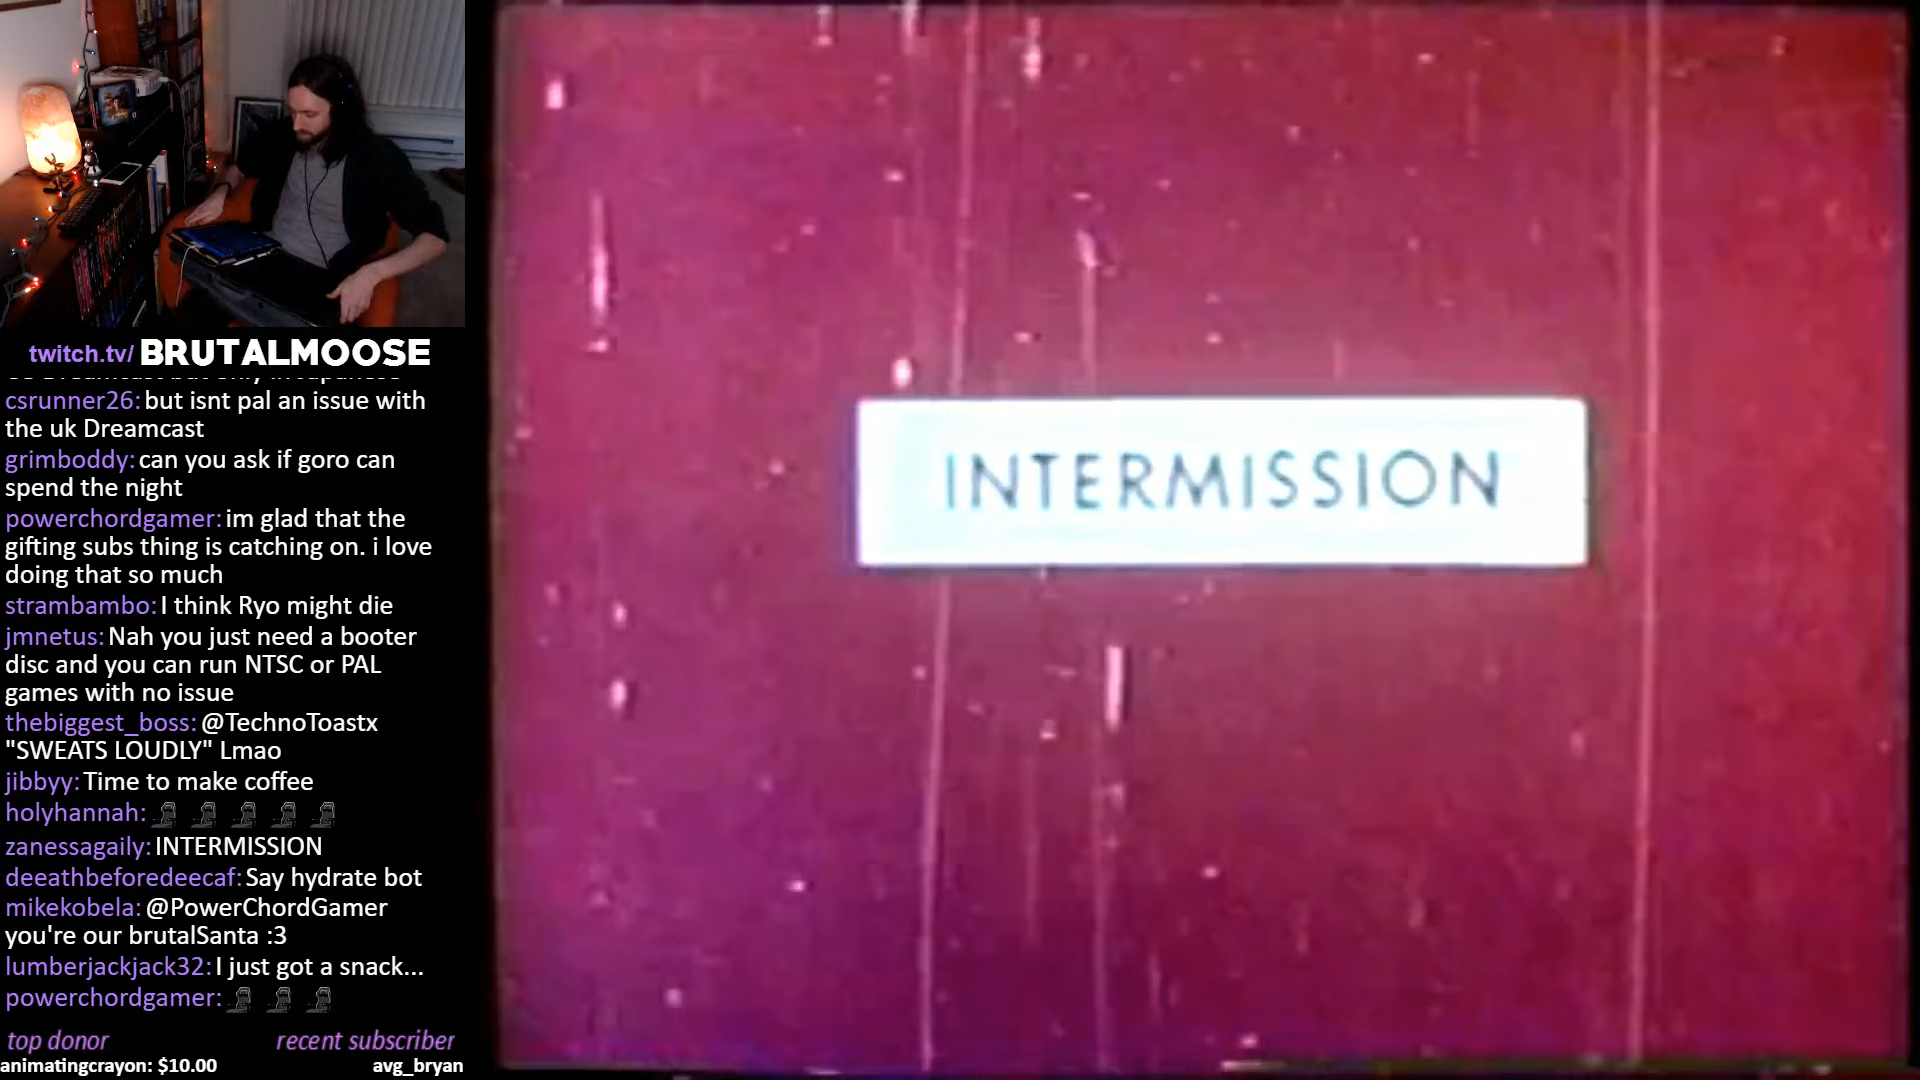 twitch.tv/ BRUTALMOOSE
csrunner26: but isnt pal an issue with
the uk Dreamcast
grimboddy: can you ask if goro can
spend the night
powerchordgamer: im glad that the
gifting subs thing is catching on. i love
doing that so much
strambambo: I think Ryo might die
jmnetus: Nah you just need a booter
disc and you can run NTSC or PAL
games with no issue
thebiggest_boss: @TechnoToastx
"SWEATS LOUDLY" Lmao
jibbyy: Time to make coffee
holyhannah:
zanessagaily: INTERMISSION
deeathbeforedeecaf: Say hydrate bot
mikekobela: @PowerChordGamer
you're our brutalSanta :3
lumberjackjack32: I just got a snack...
powerchordgamer:
top donor recent subscriber
animatingcrayon: $10.00 avg_bryan
INTERMISSION